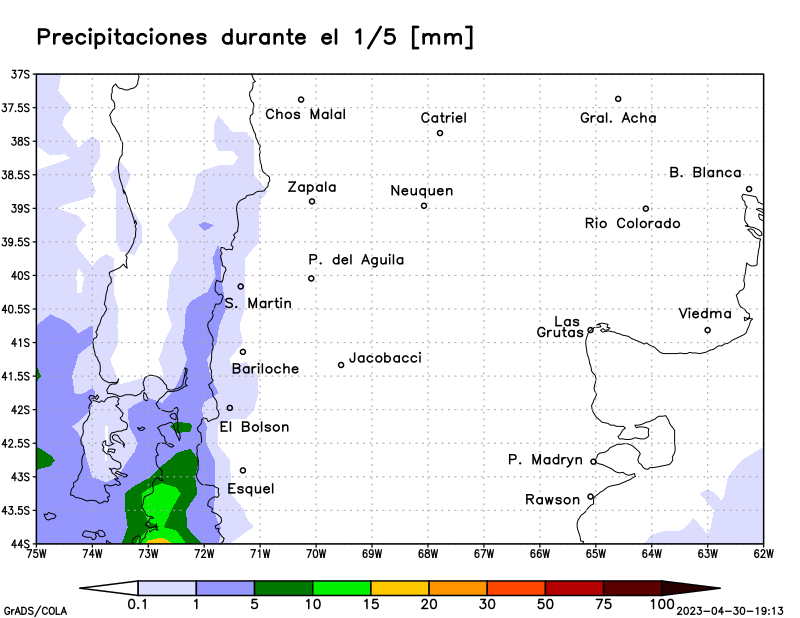 Precipitaciones durante el 1/5 [mm]
37S
37.5S
Chos Malal
Catriel
Gral. Acha
38S
38.5S
B. Blanca
Zapala
Neuquen
39S
Rio Colorado
39.5S
P. del Aguila
40S
S. Martin
40.5S
Las
Grutas
Viedma
41S
Bariloche
Jacobacci
41.5S
42S
El Bolson
42.5S
P. Madryn
43S
Esquel
Rawson
43.5S
44S
75W 74W 73W 72W 71W 70W 69W 68W 67W 66W 65W 64W 63W 62W
0.1 1 5 10 15 20 30 50 75 100
GrADS/COLA
2023-04-30-19:13